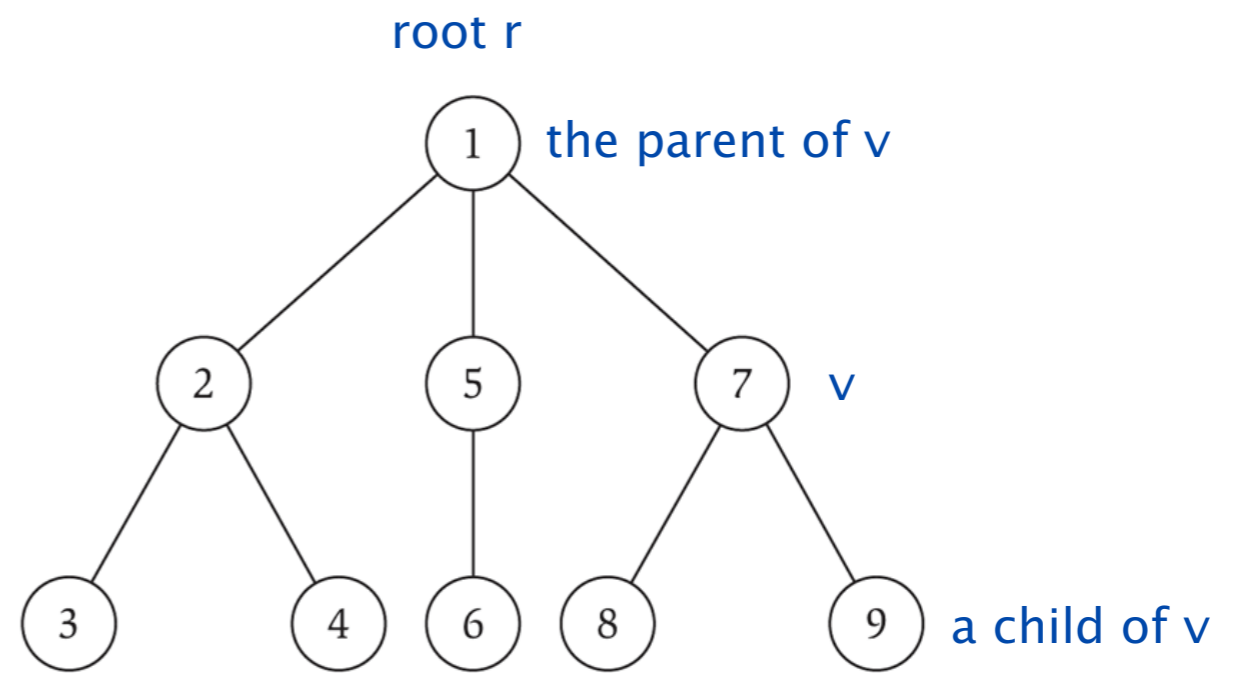 root r
1 the parent of v
2 5 7 v
3 4 6 8 9 a child of v